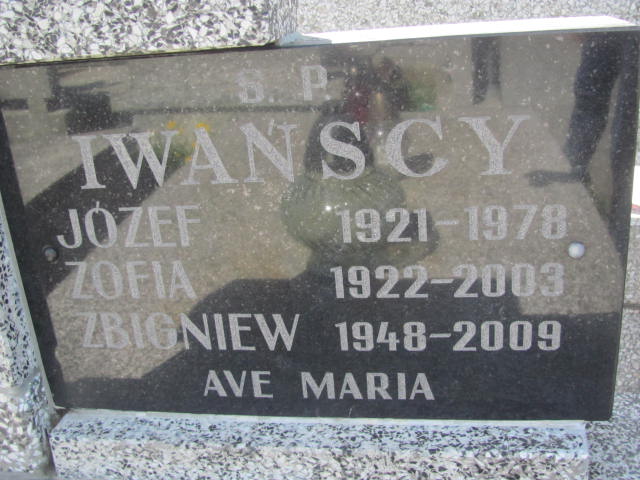 Ś. P.
IWAŃSCY
JÓZEF 1921-1978
ZOFIA 1922-2003
ZBIGNIEW 1948-2009
AVE MARIA